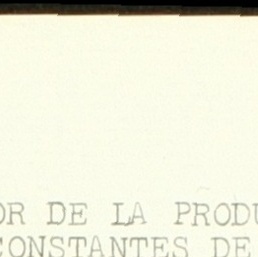 OR DE LA PRODU
CONSTANTES DE